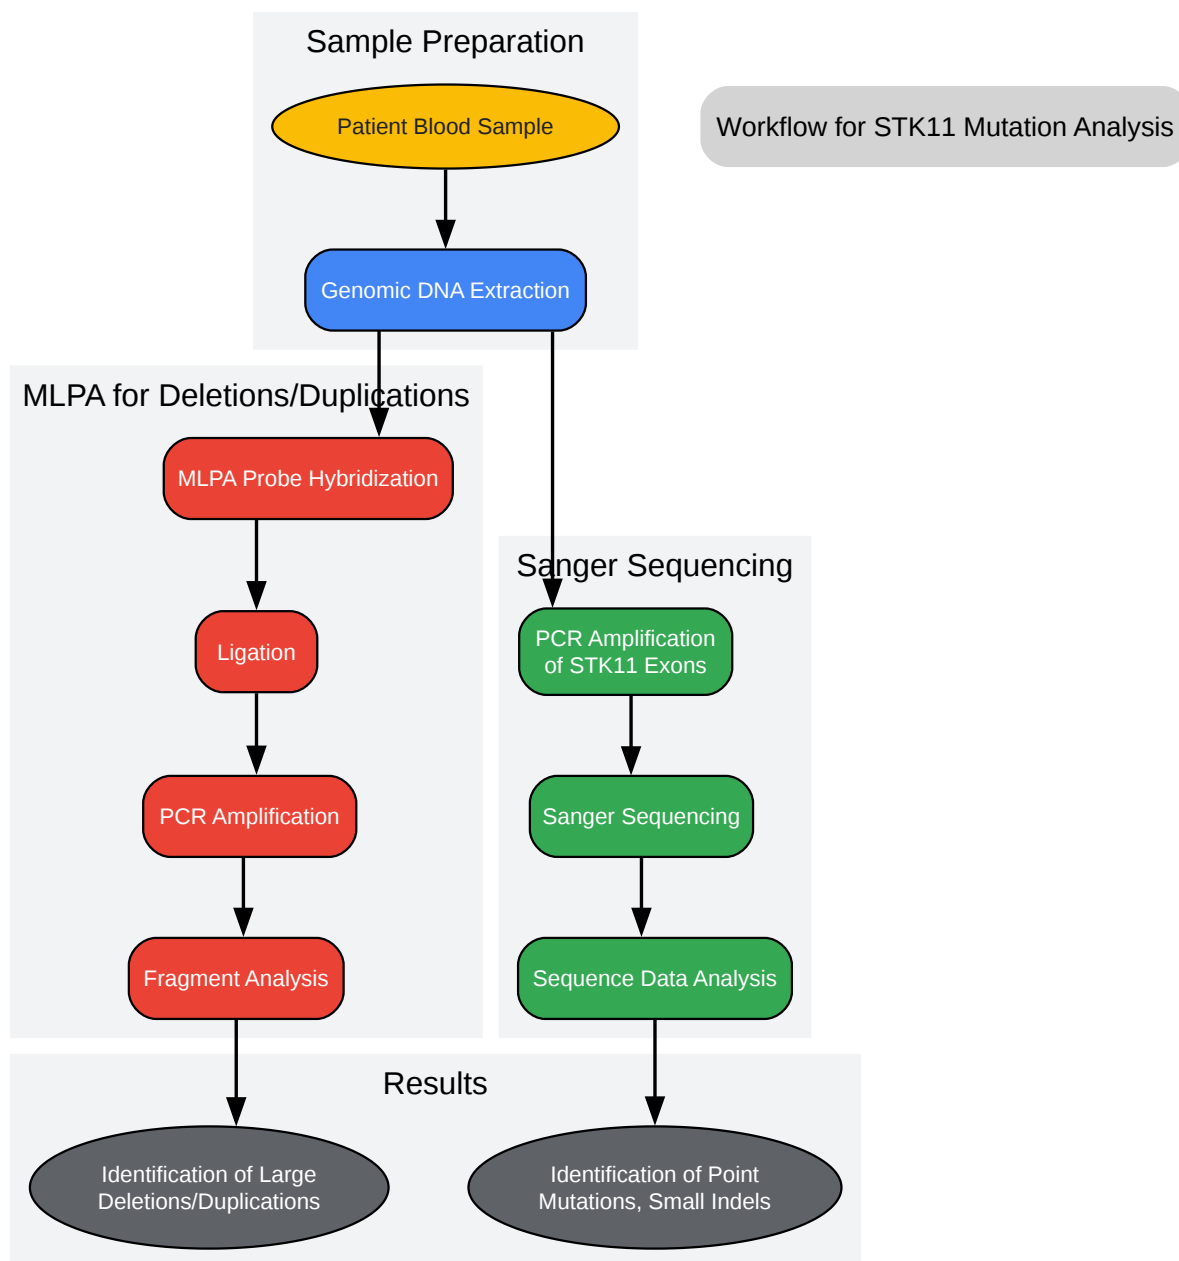 Sample Preparation
Patient Blood Sample
Workflow for STK11 Mutation Analysis
Genomic DNA Extraction
MLPA for Deletions/Duplications
MLPA Probe Hybridization
Ligation
PCR Amplification
Fragment Analysis
Sanger Sequencing
PCR Amplification
of STK11 Exons
Sanger Sequencing
Sequence Data Analysis
Results
Identification of Large
Deletions/Duplications
Identification of Point
Mutations, Small Indels